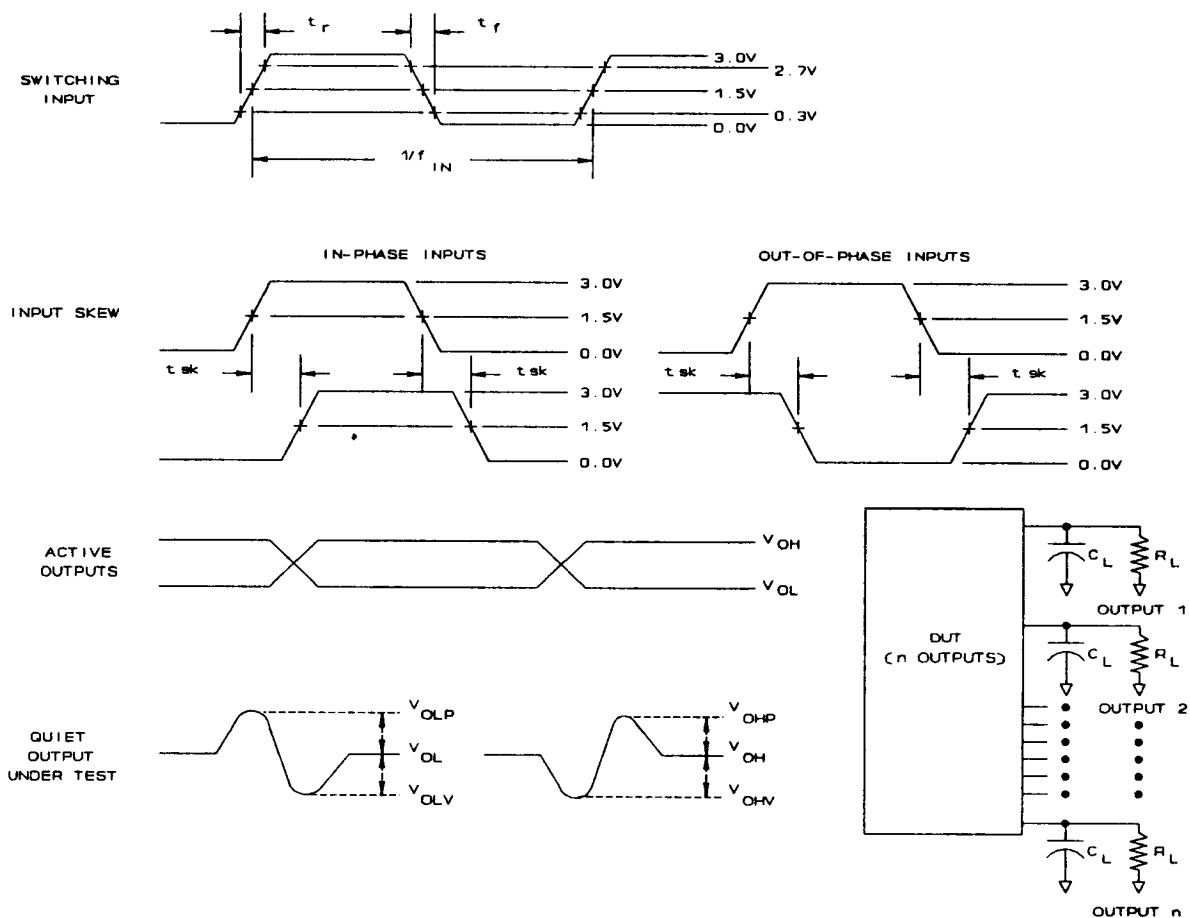 t r
t f
SWITCHING
INPUT
3.0V
2.7V
1.5V
0.3V
0.0V
1/f IN
IN-PHASE INPUTS
OUT-OF-PHASE INPUTS
INPUT SKEW
3.0V
1.5V
0.0V
t sk
t sk
3.0V
1.5V
0.0V
3.0V
1.5V
0.0V
t sk
t sk
3.0V
1.5V
0.0V
ACTIVE
OUTPUTS
V OH
V OL
DUT
(n OUTPUTS)
C L
R L
OUTPUT 1
C L
R L
OUTPUT 2
C L
R L
OUTPUT n
QUIET
OUTPUT
UNDER TEST
V OLP
V OL
V OLV
V OHP
V OH
V OHV